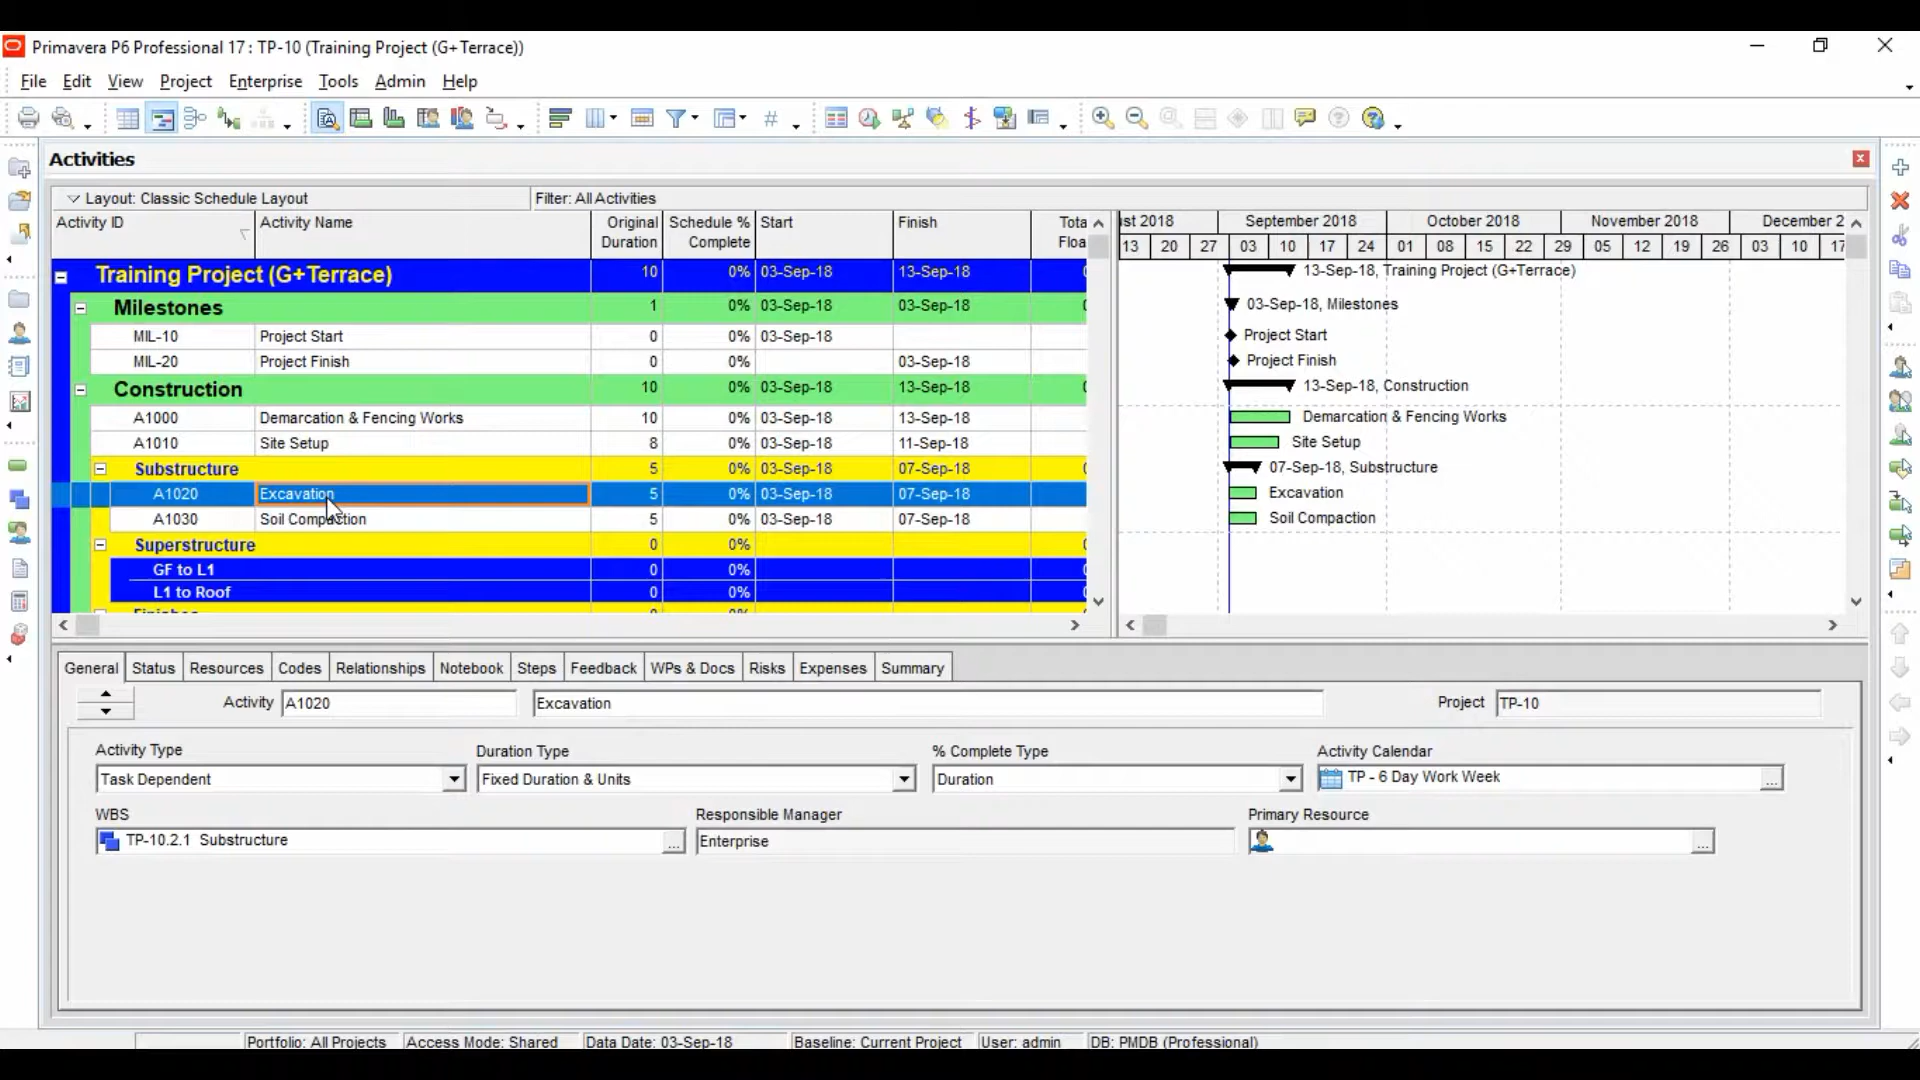 Primavera P6 Professional 17 : TP-10 (Training Project (G+Terrace))
File Edit View Project Enterprise Tools Admin Help
Activities
Layout: Classic Schedule Layout Filter: All Activities
Activity ID Activity Name Original Duration Schedule % Complete Start Finish Tota Floa
Training Project (G+Terrace) 10 0% 03-Sep-18 13-Sep-18
Milestones 1 0% 03-Sep-18 03-Sep-18
MIL-10 Project Start 0 0% 03-Sep-18
MIL-20 Project Finish 0 0% 03-Sep-18
Construction 10 0% 03-Sep-18 13-Sep-18
A1000 Demarcation & Fencing Works 10 0% 03-Sep-18 13-Sep-18
A1010 Site Setup 8 0% 03-Sep-18 11-Sep-18
Substructure 5 0% 03-Sep-18 07-Sep-18
A1020 Excavation 5 0% 03-Sep-18 07-Sep-18
A1030 Soil Compaction 5 0% 03-Sep-18 07-Sep-18
Superstructure 0 0%
GF to L1 0 0%
L1 to Roof 0 0%
ist 2018 September 2018 October 2018 November 2018 December 2
13 20 27 03 10 17 24 01 08 15 22 29 05 12 19 26 03 10 17
13-Sep-18, Training Project (G+Terrace)
03-Sep-18, Milestones
Project Start
Project Finish
13-Sep-18, Construction
Demarcation & Fencing Works
Site Setup
07-Sep-18, Substructure
Excavation
Soil Compaction
General Status Resources Codes Relationships Notebook Steps Feedback WPs & Docs Risks Expenses Summary
Activity A1020 Excavation Project TP-10
Activity Type Duration Type % Complete Type Activity Calendar
Task Dependent Fixed Duration & Units Duration TP - 6 Day Work Week
WBS Responsible Manager Primary Resource
TP-10.2.1 Substructure Enterprise
Portfolio: All Projects Access Mode: Shared Data Date: 03-Sep-18 Baseline: Current Project User: admin DB: PMDB (Professional)